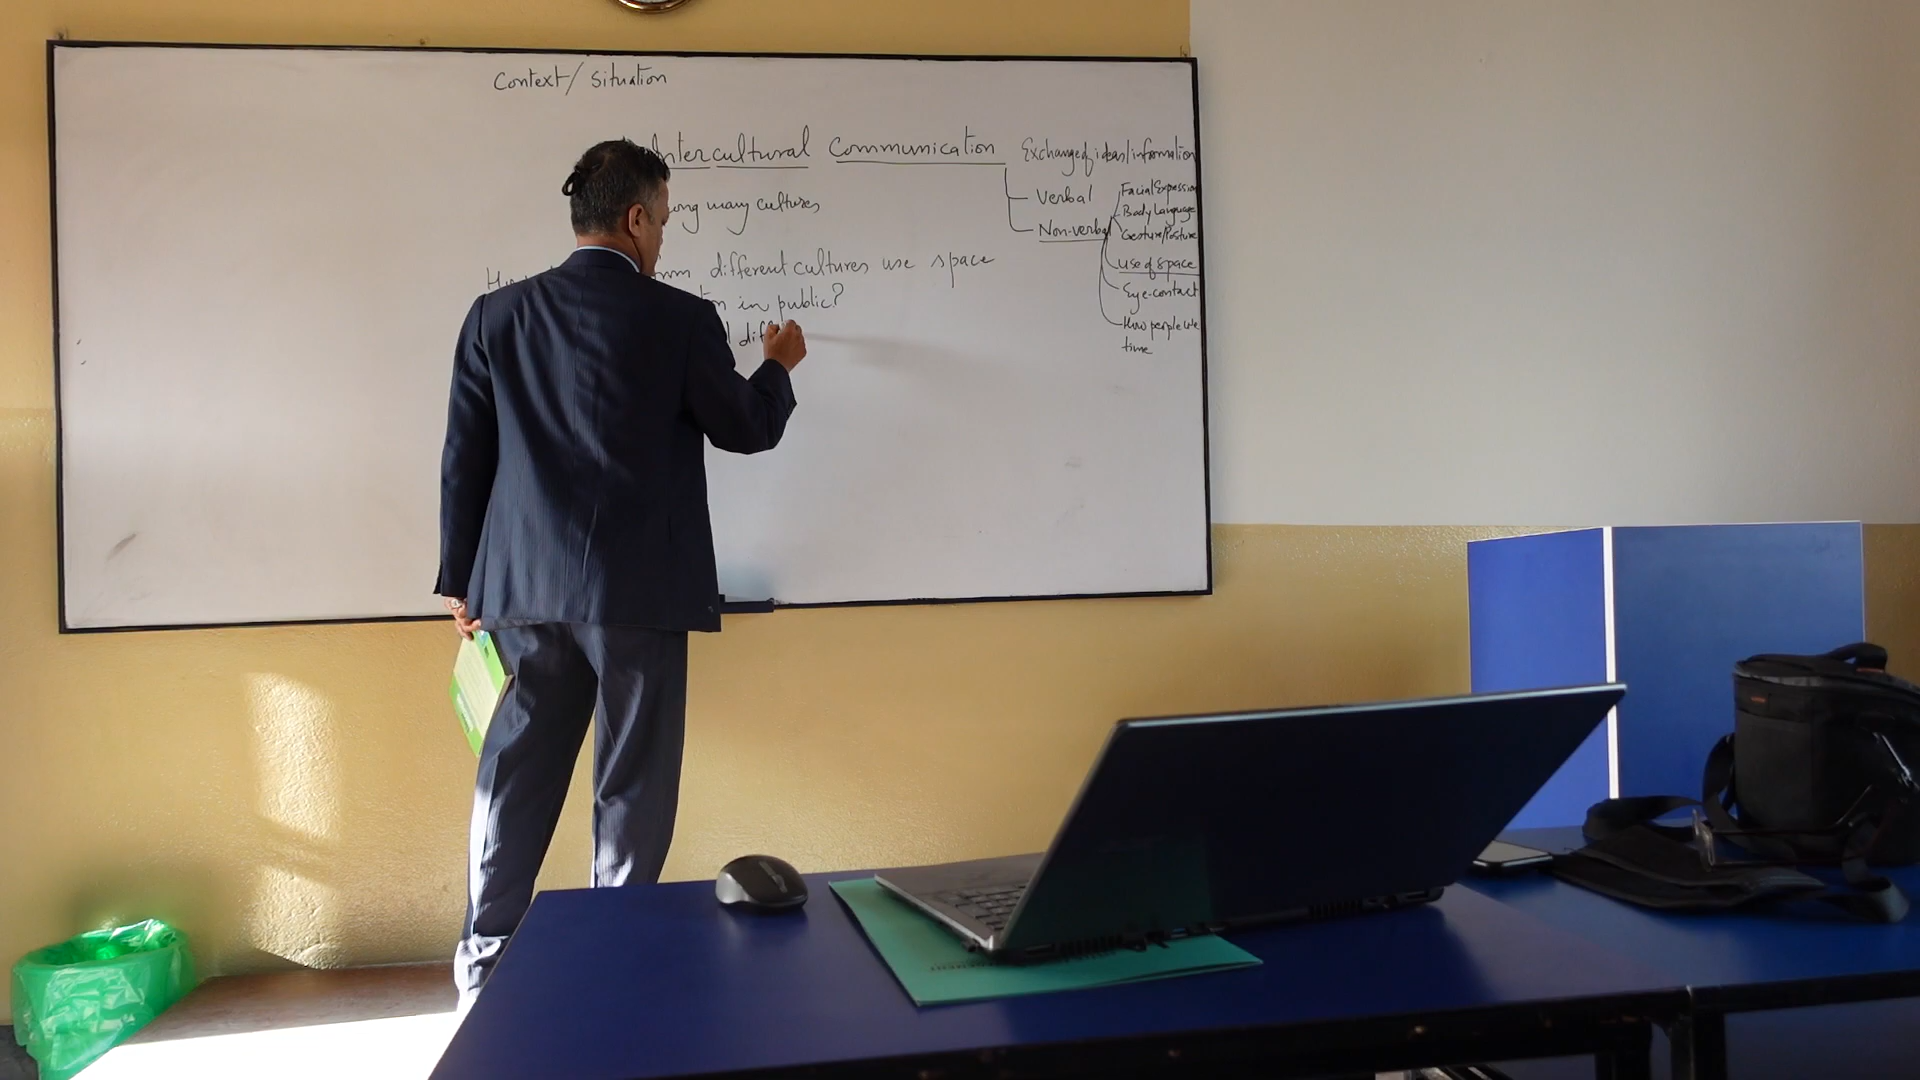 Context/ Situation
Intercultural Communication
Exchange of ideas/information
many cultures
Verbal
Non-verbal
Facial Expression
Body Language
Gesture/Posture
Use of space
Eye-contact
How people use
time
different cultures use space
in public?